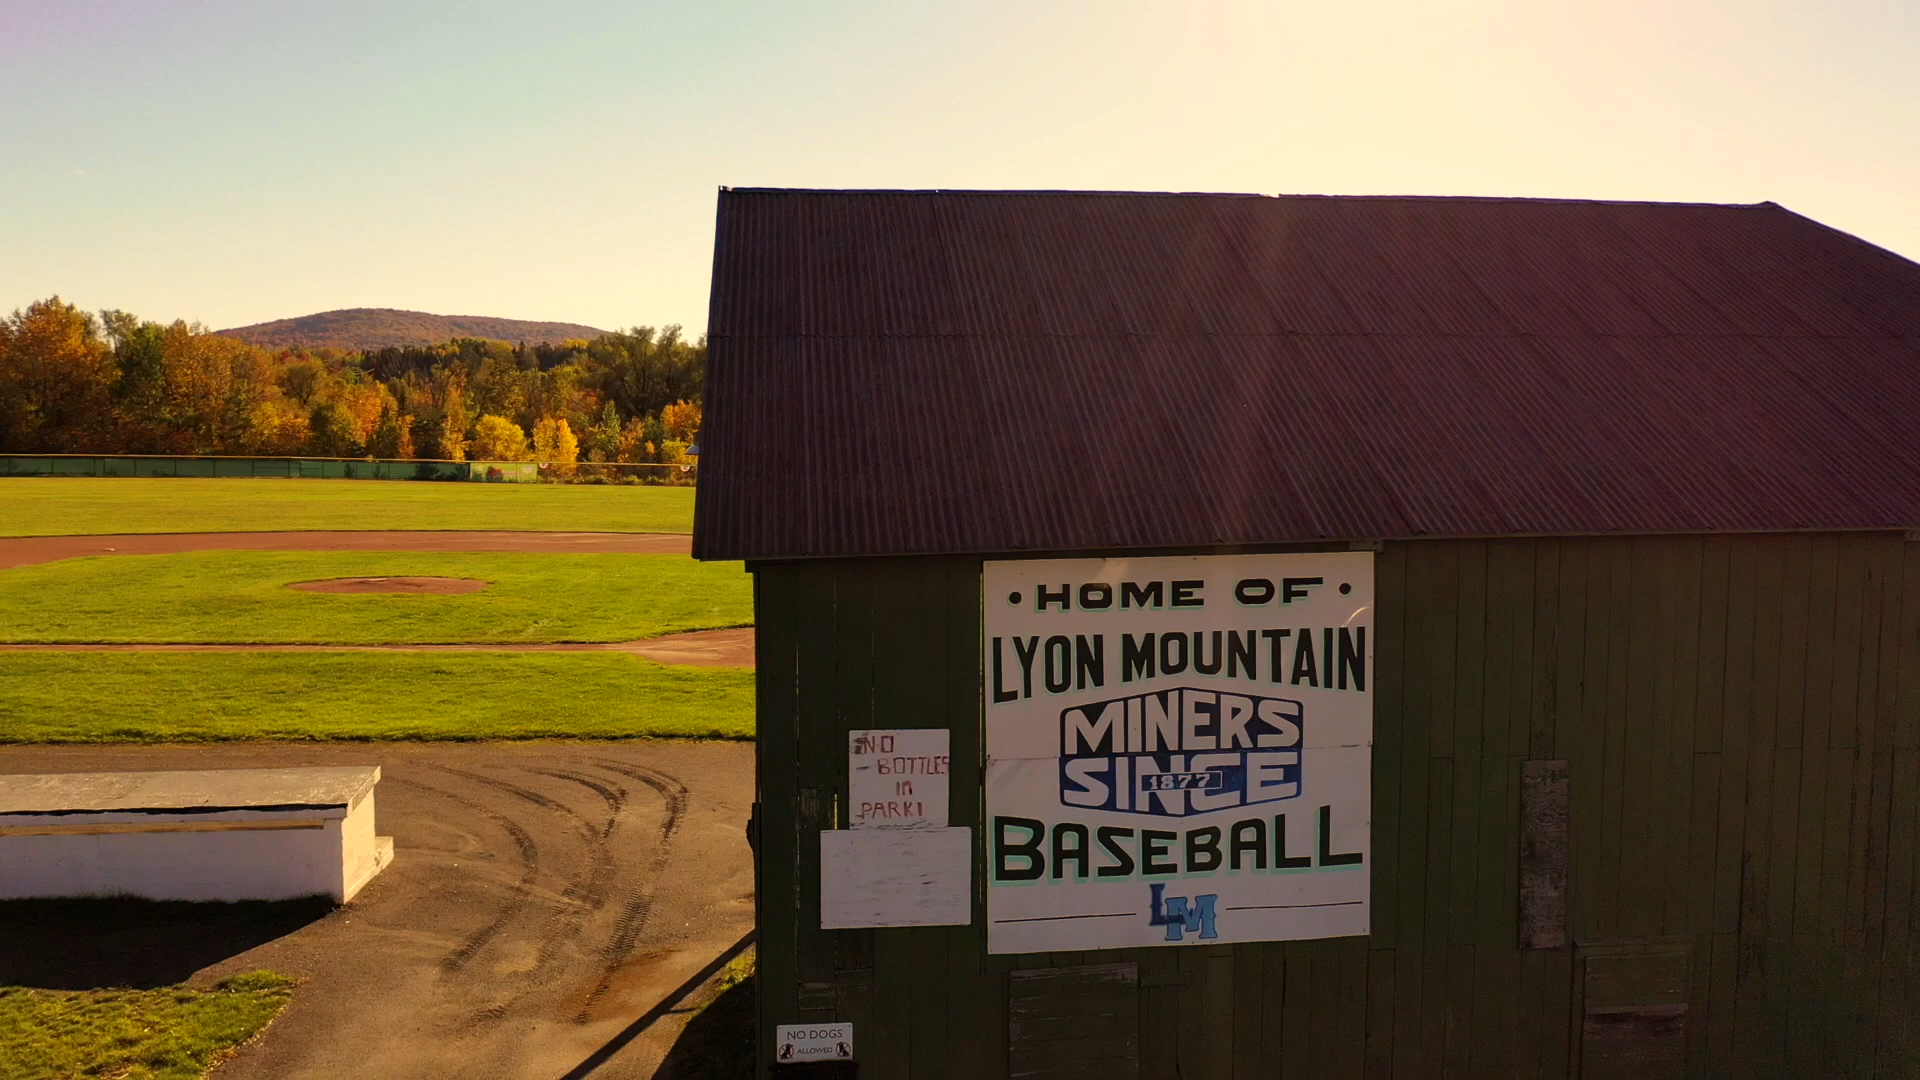 • HOME OF •
LYON MOUNTAIN
MINERS
SINCE
1877
BASEBALL
LM
NO
BOTTLES
in
PARK!
NO DOGS
ALLOWED